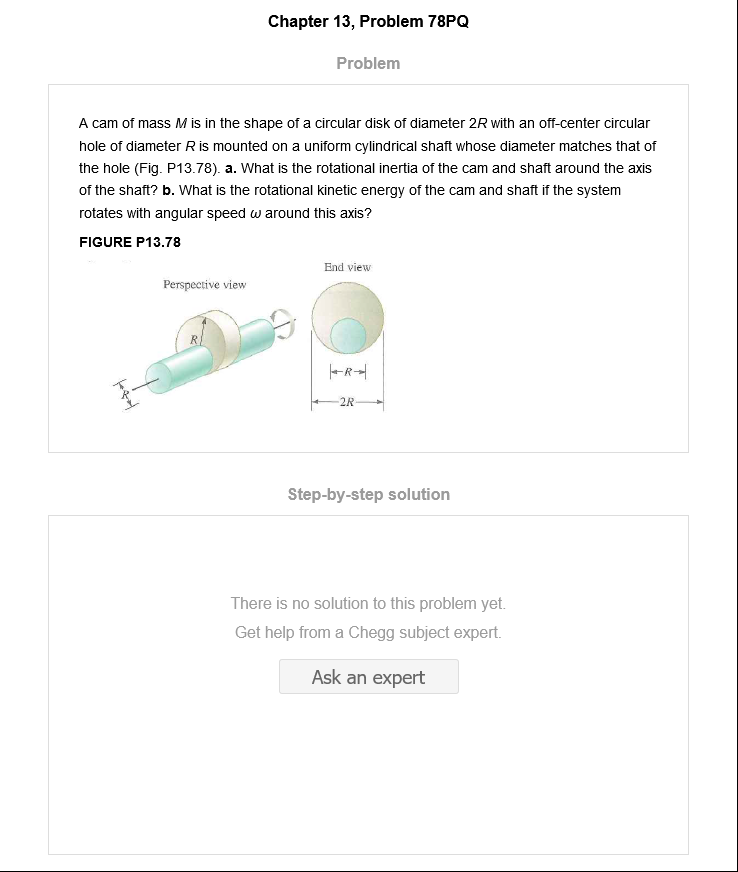 Chapter 13, Problem 78PQ
Problem
A cam of mass M is in the shape of a circular disk of diameter 2R with an off-center circular
hole of diameter R is mounted on a uniform cylindrical shaft whose diameter matches that of
the hole (Fig. P13.78). a. What is the rotational inertia of the cam and shaft around the axis
of the shaft? b. What is the rotational kinetic energy of the cam and shaft if the system
rotates with angular speed ω around this axis?
FIGURE P13.78
End view
Perspective view
R
R
R
2R
Step-by-step solution
There is no solution to this problem yet.
Get help from a Chegg subject expert.
Ask an expert